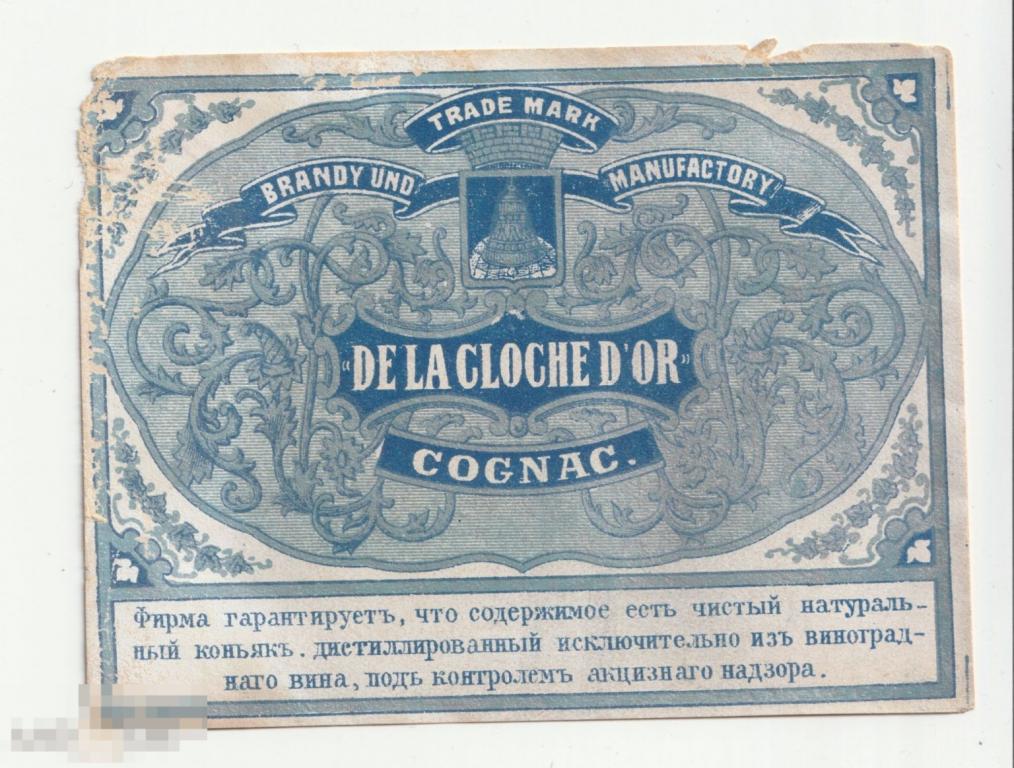 TRADE MARK
BRANDY UND MANUFACTORY
"DE LA CLOCHE D'OR"
COGNAC.
Фирма гарантируетъ, что содержимое есть чистый натураль-
ный коньякъ. дистиллированный исключительно изъ виноград-
наго вина, подъ контролемъ акцизнаго надзора.